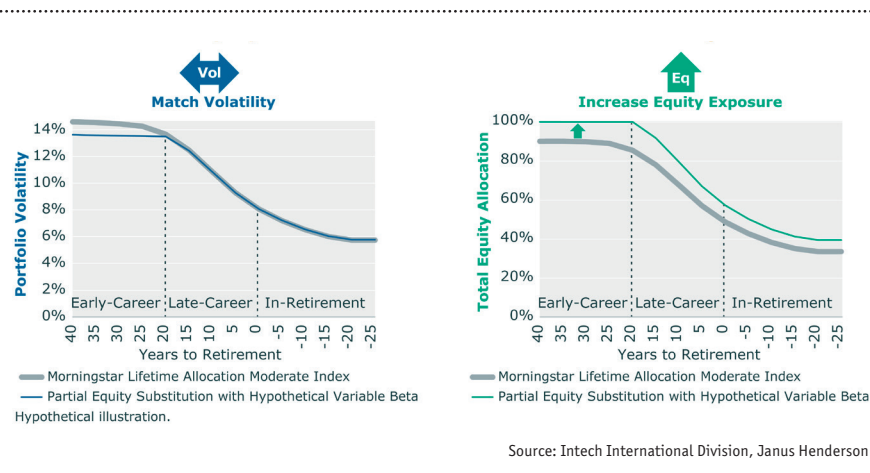 Vol
Match Volatility
Portfolio Volatility
14%
12%
10%
8%
6%
4%
2%
0%
Early-Career Late-Career In-Retirement
40 35 30 25 20 15 10 5 0 -5 -10 -15 -20 -25
Years to Retirement
Morningstar Lifetime Allocation Moderate Index
Partial Equity Substitution with Hypothetical Variable Beta
Hypothetical illustration.
Eq
Increase Equity Exposure
Total Equity Allocation
100%
80%
60%
40%
20%
0%
Early-Career Late-Career In-Retirement
40 35 30 25 20 15 10 5 0 -5 -10 -15 -20 -25
Years to Retirement
Morningstar Lifetime Allocation Moderate Index
Partial Equity Substitution with Hypothetical Variable Beta
Source: Intech International Division, Janus Henderson